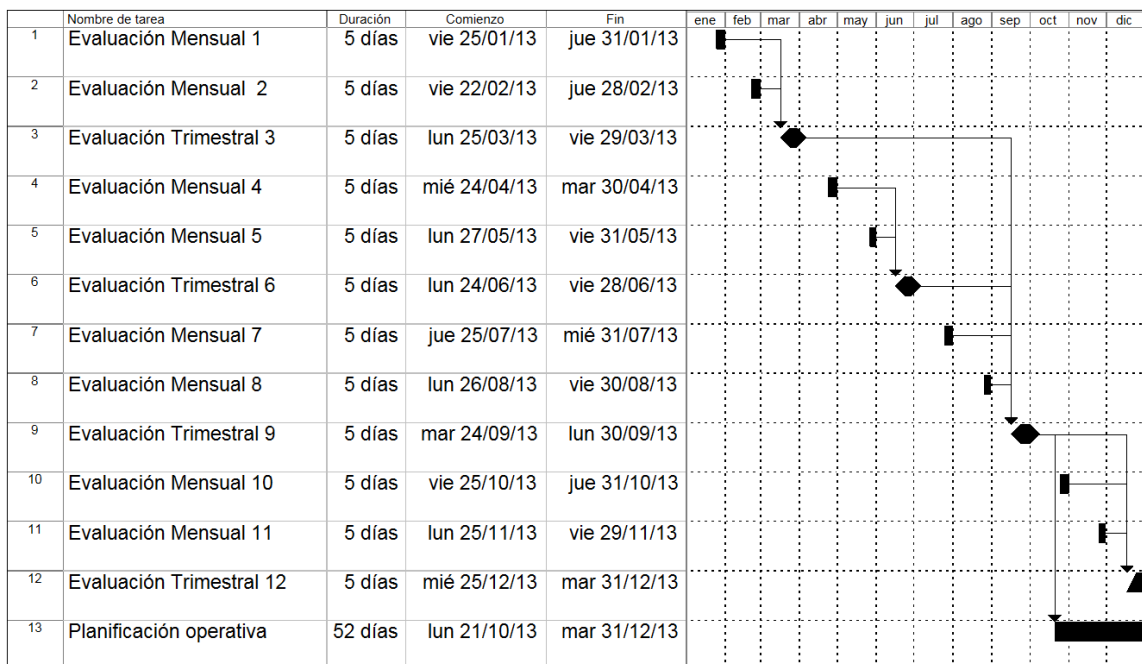 Nombre de tarea Duración Comienzo Fin ene feb mar abr may jun jul ago sep oct nov dic
1 Evaluación Mensual 1 5 días vie 25/01/13 jue 31/01/13
2 Evaluación Mensual 2 5 días vie 22/02/13 jue 28/02/13
3 Evaluación Trimestral 3 5 días lun 25/03/13 vie 29/03/13
4 Evaluación Mensual 4 5 días mié 24/04/13 mar 30/04/13
5 Evaluación Mensual 5 5 días lun 27/05/13 vie 31/05/13
6 Evaluación Trimestral 6 5 días lun 24/06/13 vie 28/06/13
7 Evaluación Mensual 7 5 días jue 25/07/13 mié 31/07/13
8 Evaluación Mensual 8 5 días lun 26/08/13 vie 30/08/13
9 Evaluación Trimestral 9 5 días mar 24/09/13 lun 30/09/13
10 Evaluación Mensual 10 5 días vie 25/10/13 jue 31/10/13
11 Evaluación Mensual 11 5 días lun 25/11/13 vie 29/11/13
12 Evaluación Trimestral 12 5 días mié 25/12/13 mar 31/12/13
13 Planificación operativa 52 días lun 21/10/13 mar 31/12/13